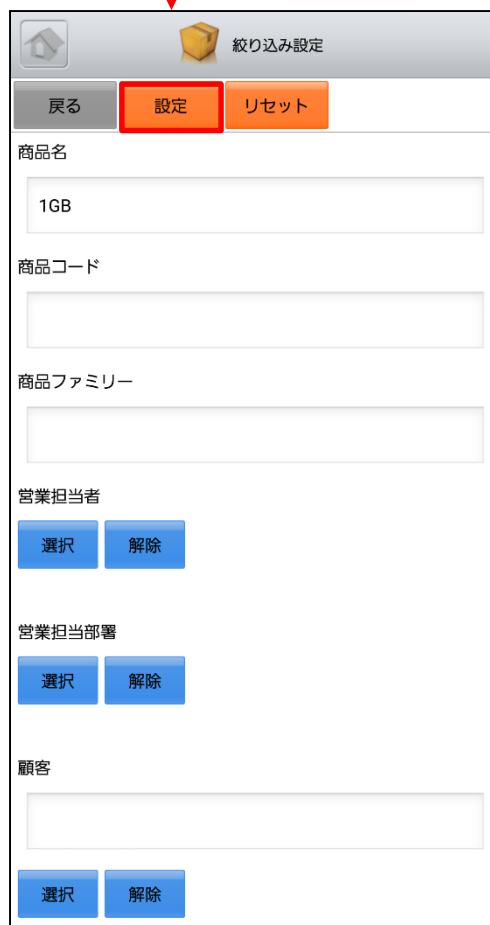 絞り込み設定
戻る 設定 リセット
商品名
1GB
商品コード
商品ファミリー
営業担当者
選択 解除
営業担当部署
選択 解除
顧客
選択 解除